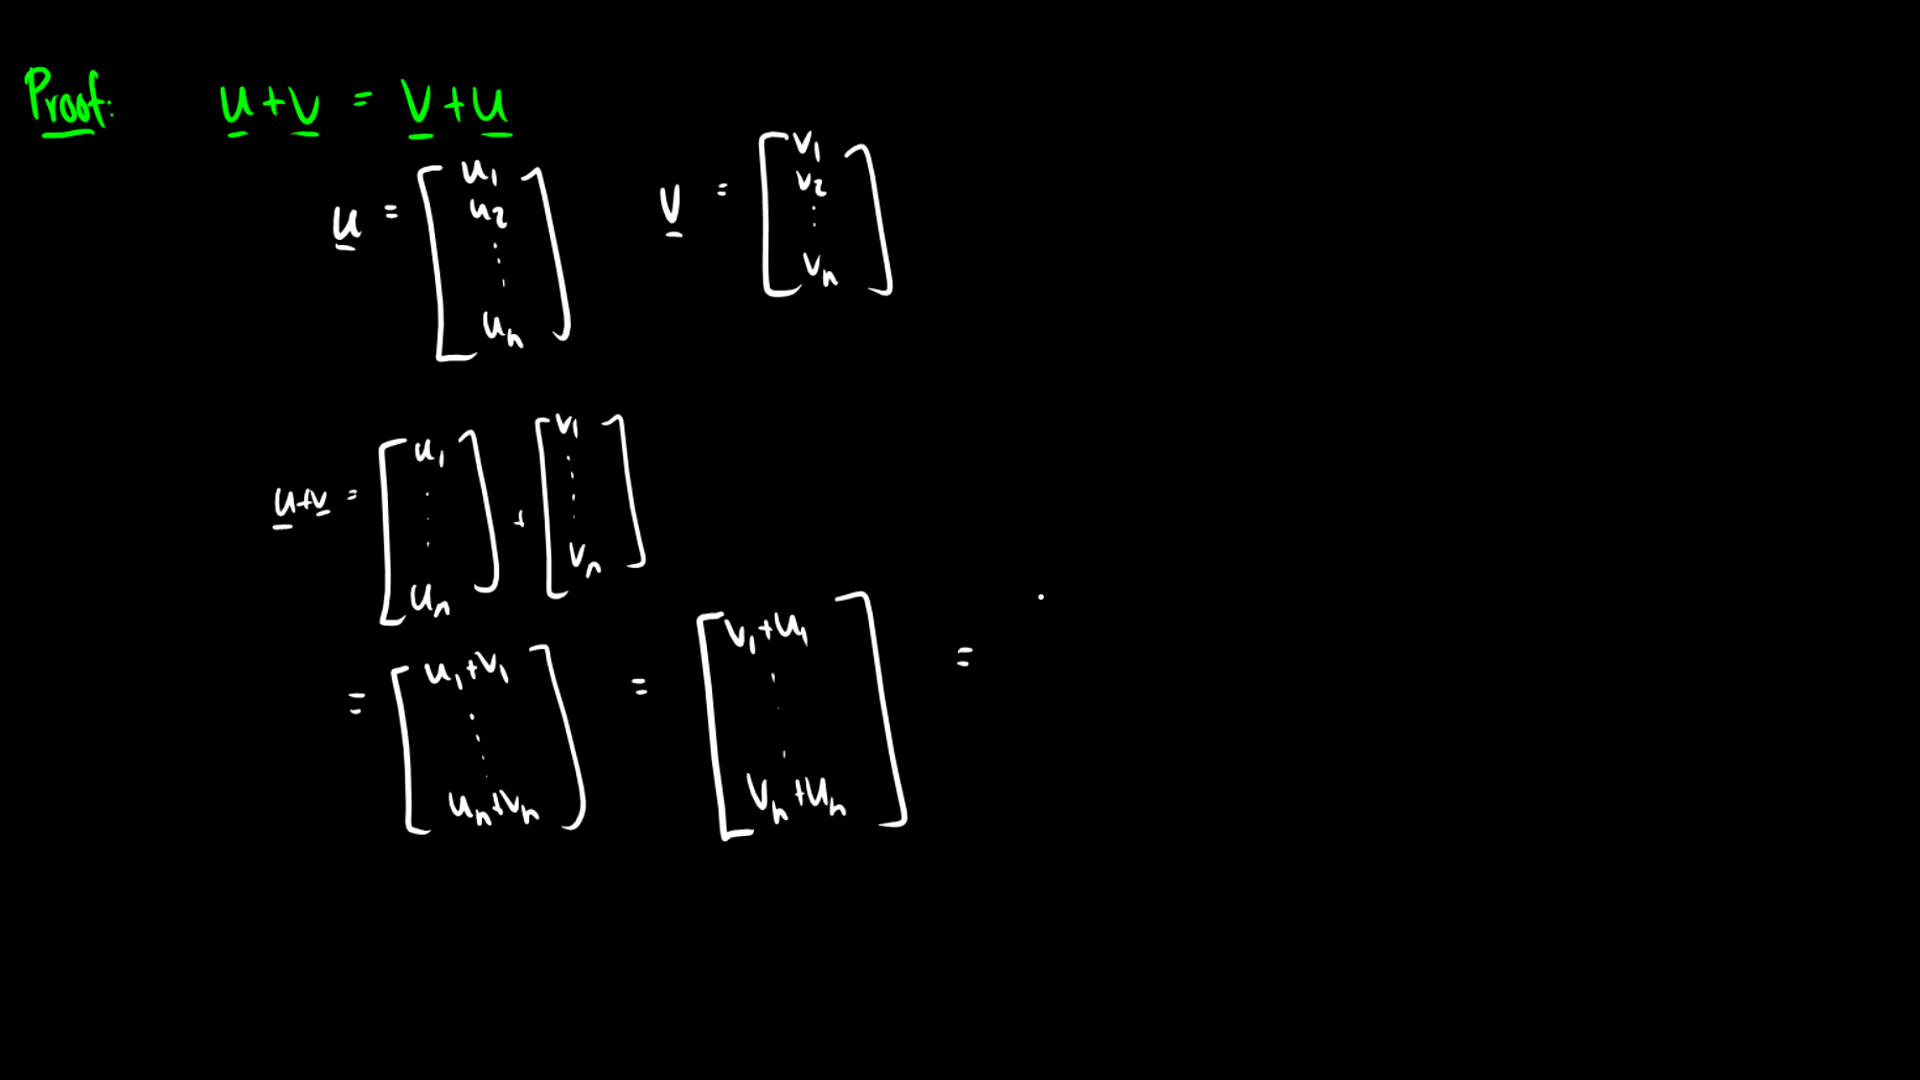 Proof: u+v = v+u
u = [u1 u2 ⋮ un] v = [v1 v2 ⋮ vn]
u+v = [u1 ⋮ un] + [v1 ⋮ vn]
= [u1+v1 ⋮ un+vn] = [v1+u1 ⋮ vn+un] =